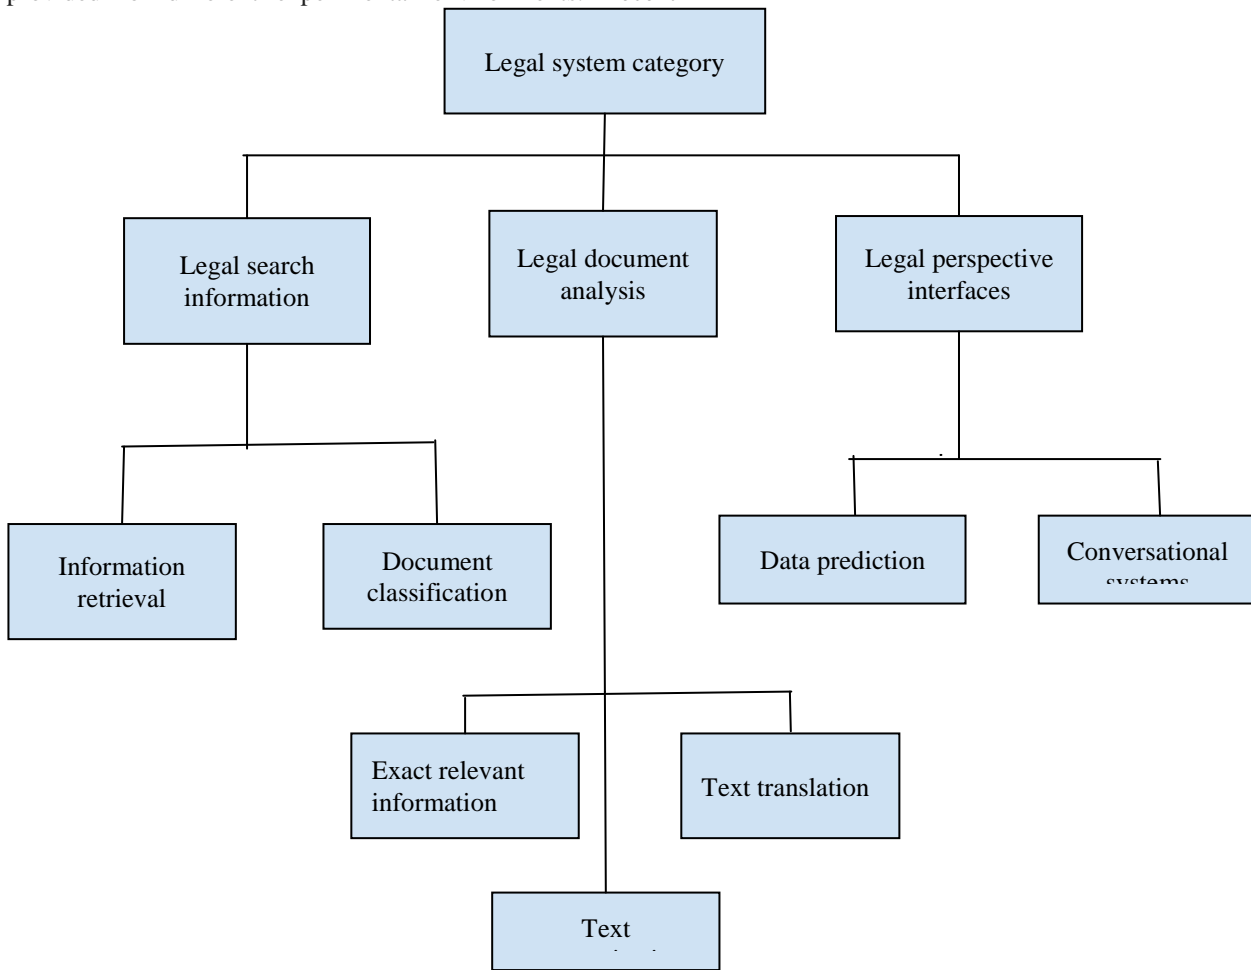 Legal system category
Legal search
information
Legal document
analysis
Legal perspective
interfaces
Information
retrieval
Document
classification
Data prediction
Conversational
systems
Exact relevant
information
Text translation
Text